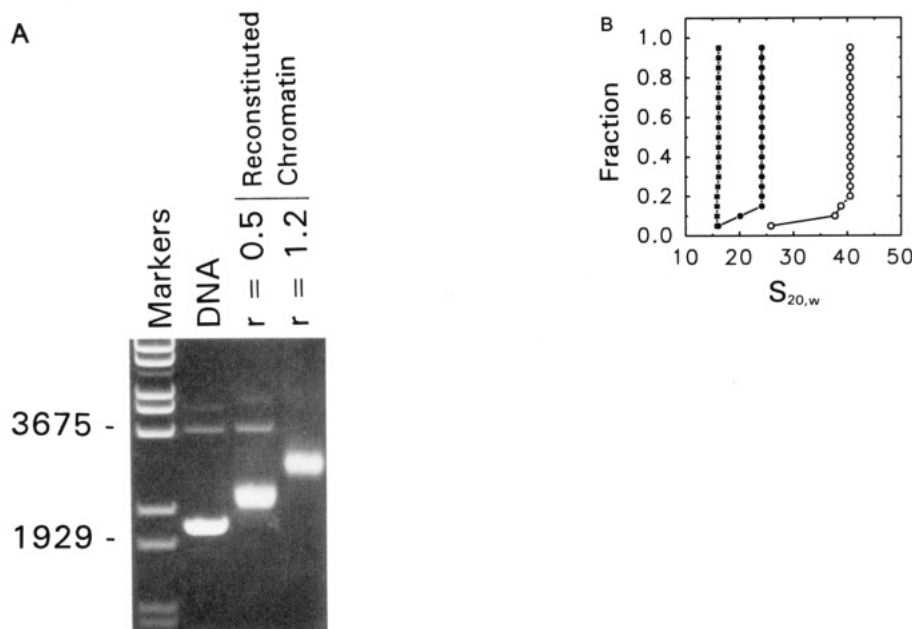 A
Markers
DNA
r = 0.5
r = 1.2
Reconstituted
Chromatin
3675 -
1929 -
B
Fraction
1.0
0.8
0.6
0.4
0.2
0.0
10 20 30 40 50
S20,w